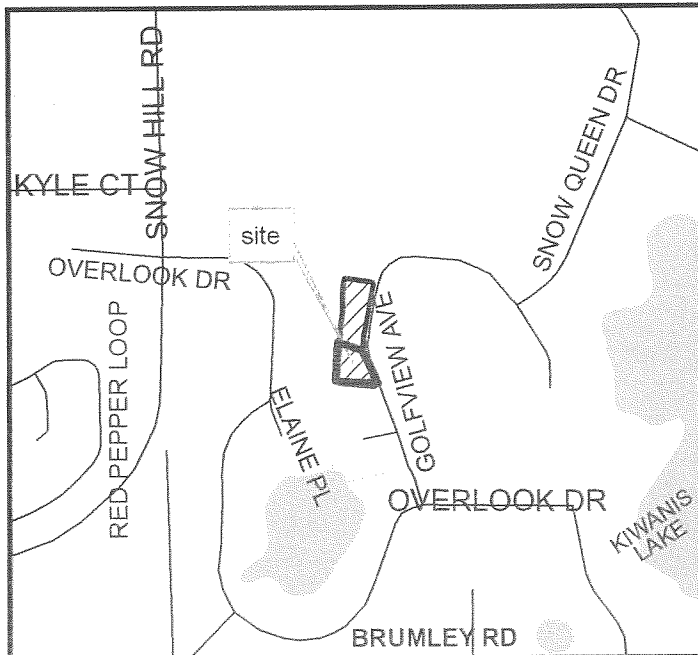 SNOW HILL RD
KYLE CT
SNOW QUEEN DR
site
OVERLOOK DR
RED PEPPER LOOP
ELAINE PL
GOLFVIEW AVE
OVERLOOK DR
KIWANIS
LAKE
BRUMLEY RD